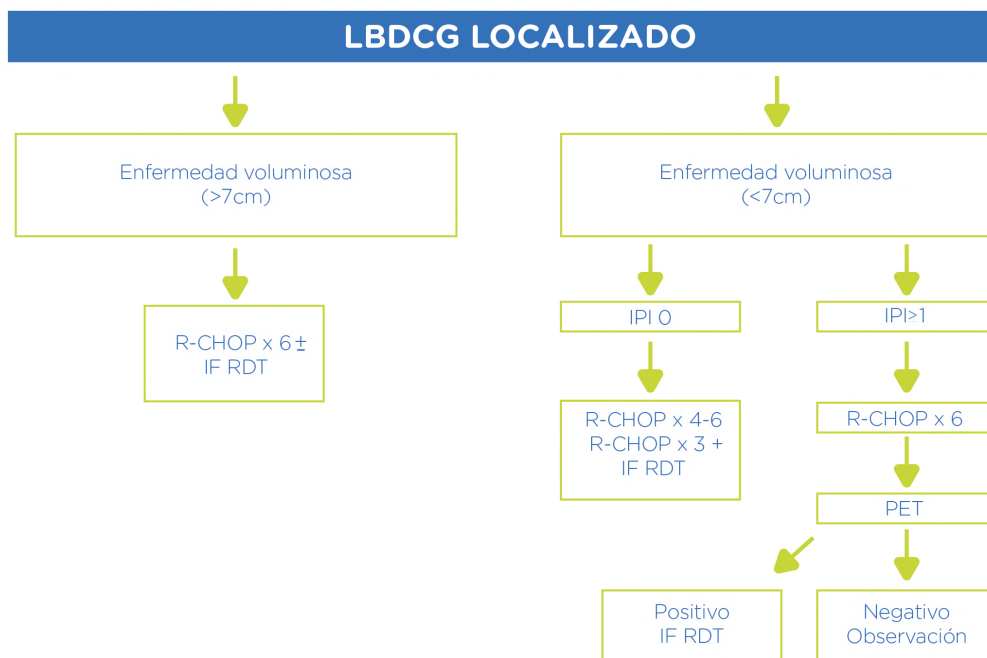 LBDCG LOCALIZADO
Enfermedad voluminosa
(>7cm)
R-CHOP x 6 ±
IF RDT
Enfermedad voluminosa
(<7cm)
IPI 0
R-CHOP x 4-6
R-CHOP x 3 +
IF RDT
IPI>1
R-CHOP x 6
PET
Positivo
IF RDT
Negativo
Observación